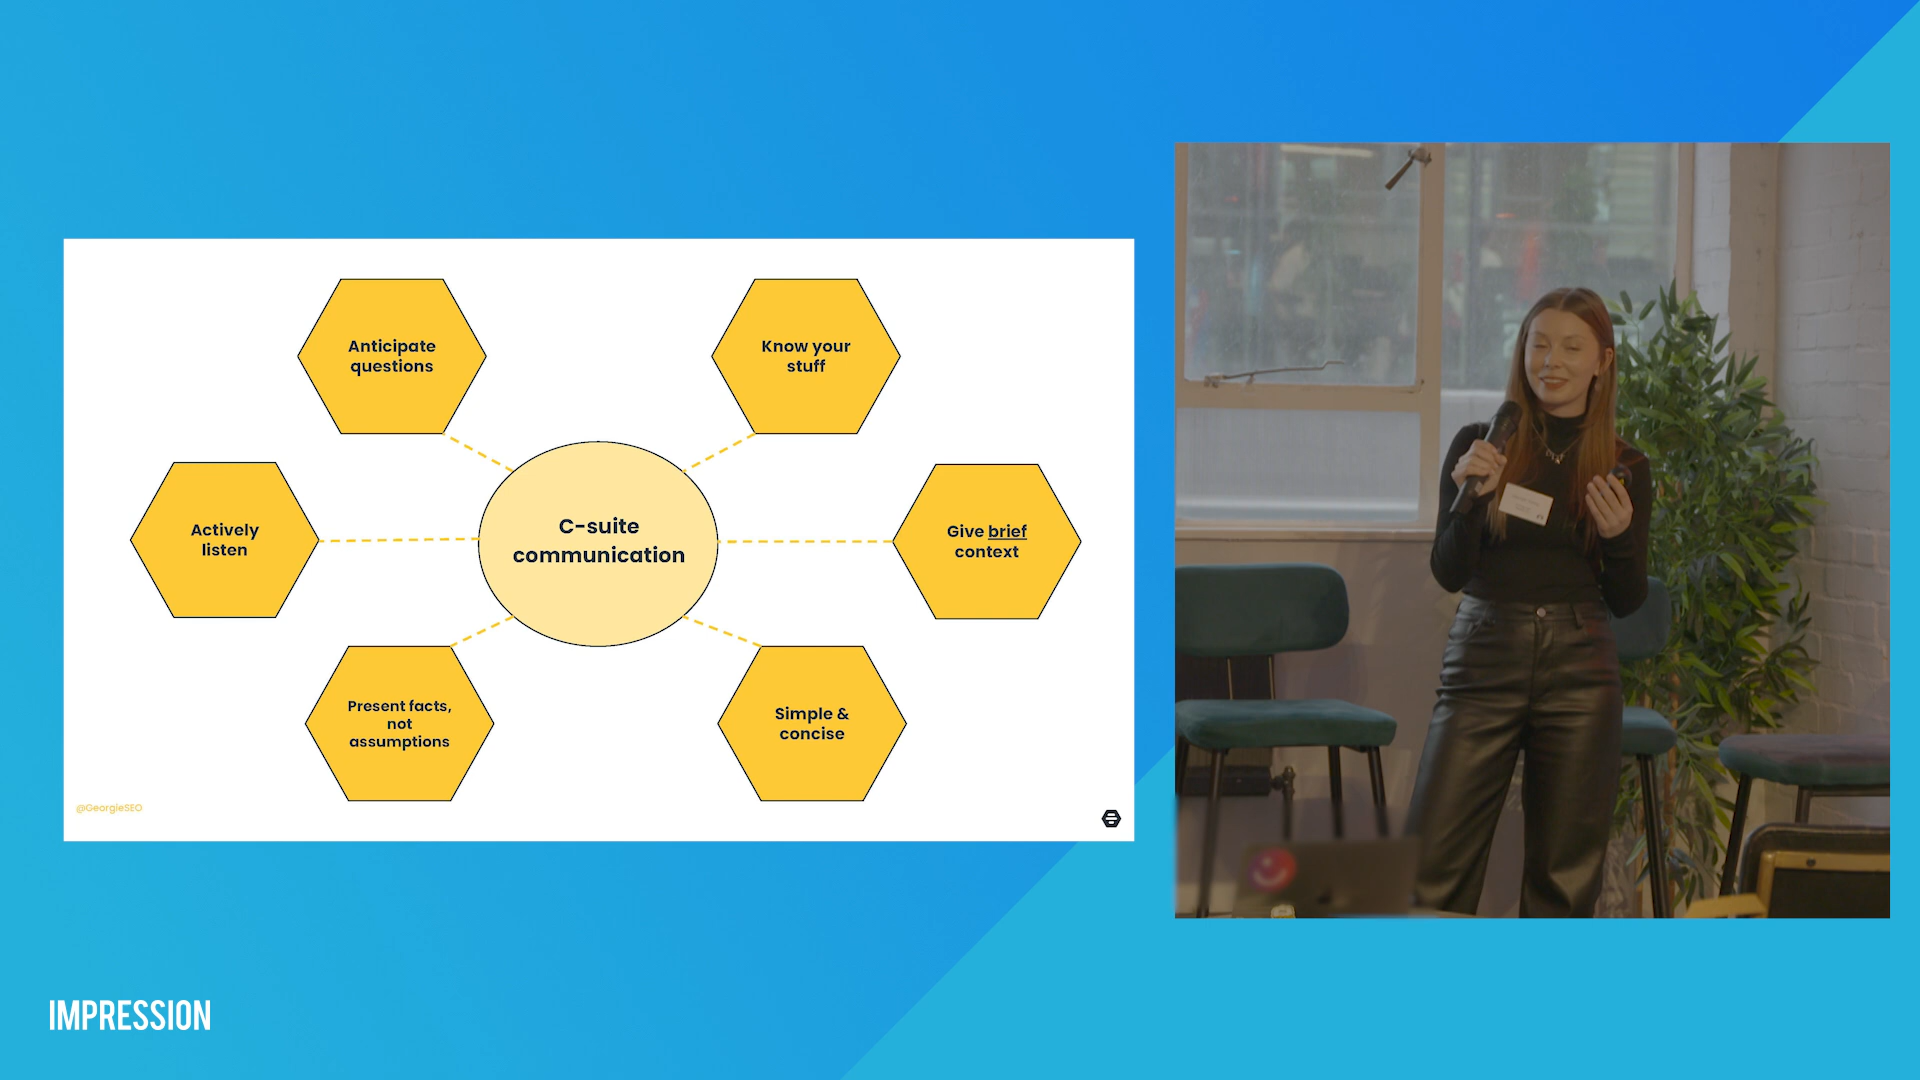 Anticipate
questions
Know your
stuff
Actively
listen
C-suite
communication
Give brief
context
Present facts,
not
assumptions
Simple &
concise
@GeorgieSEO
IMPRESSION